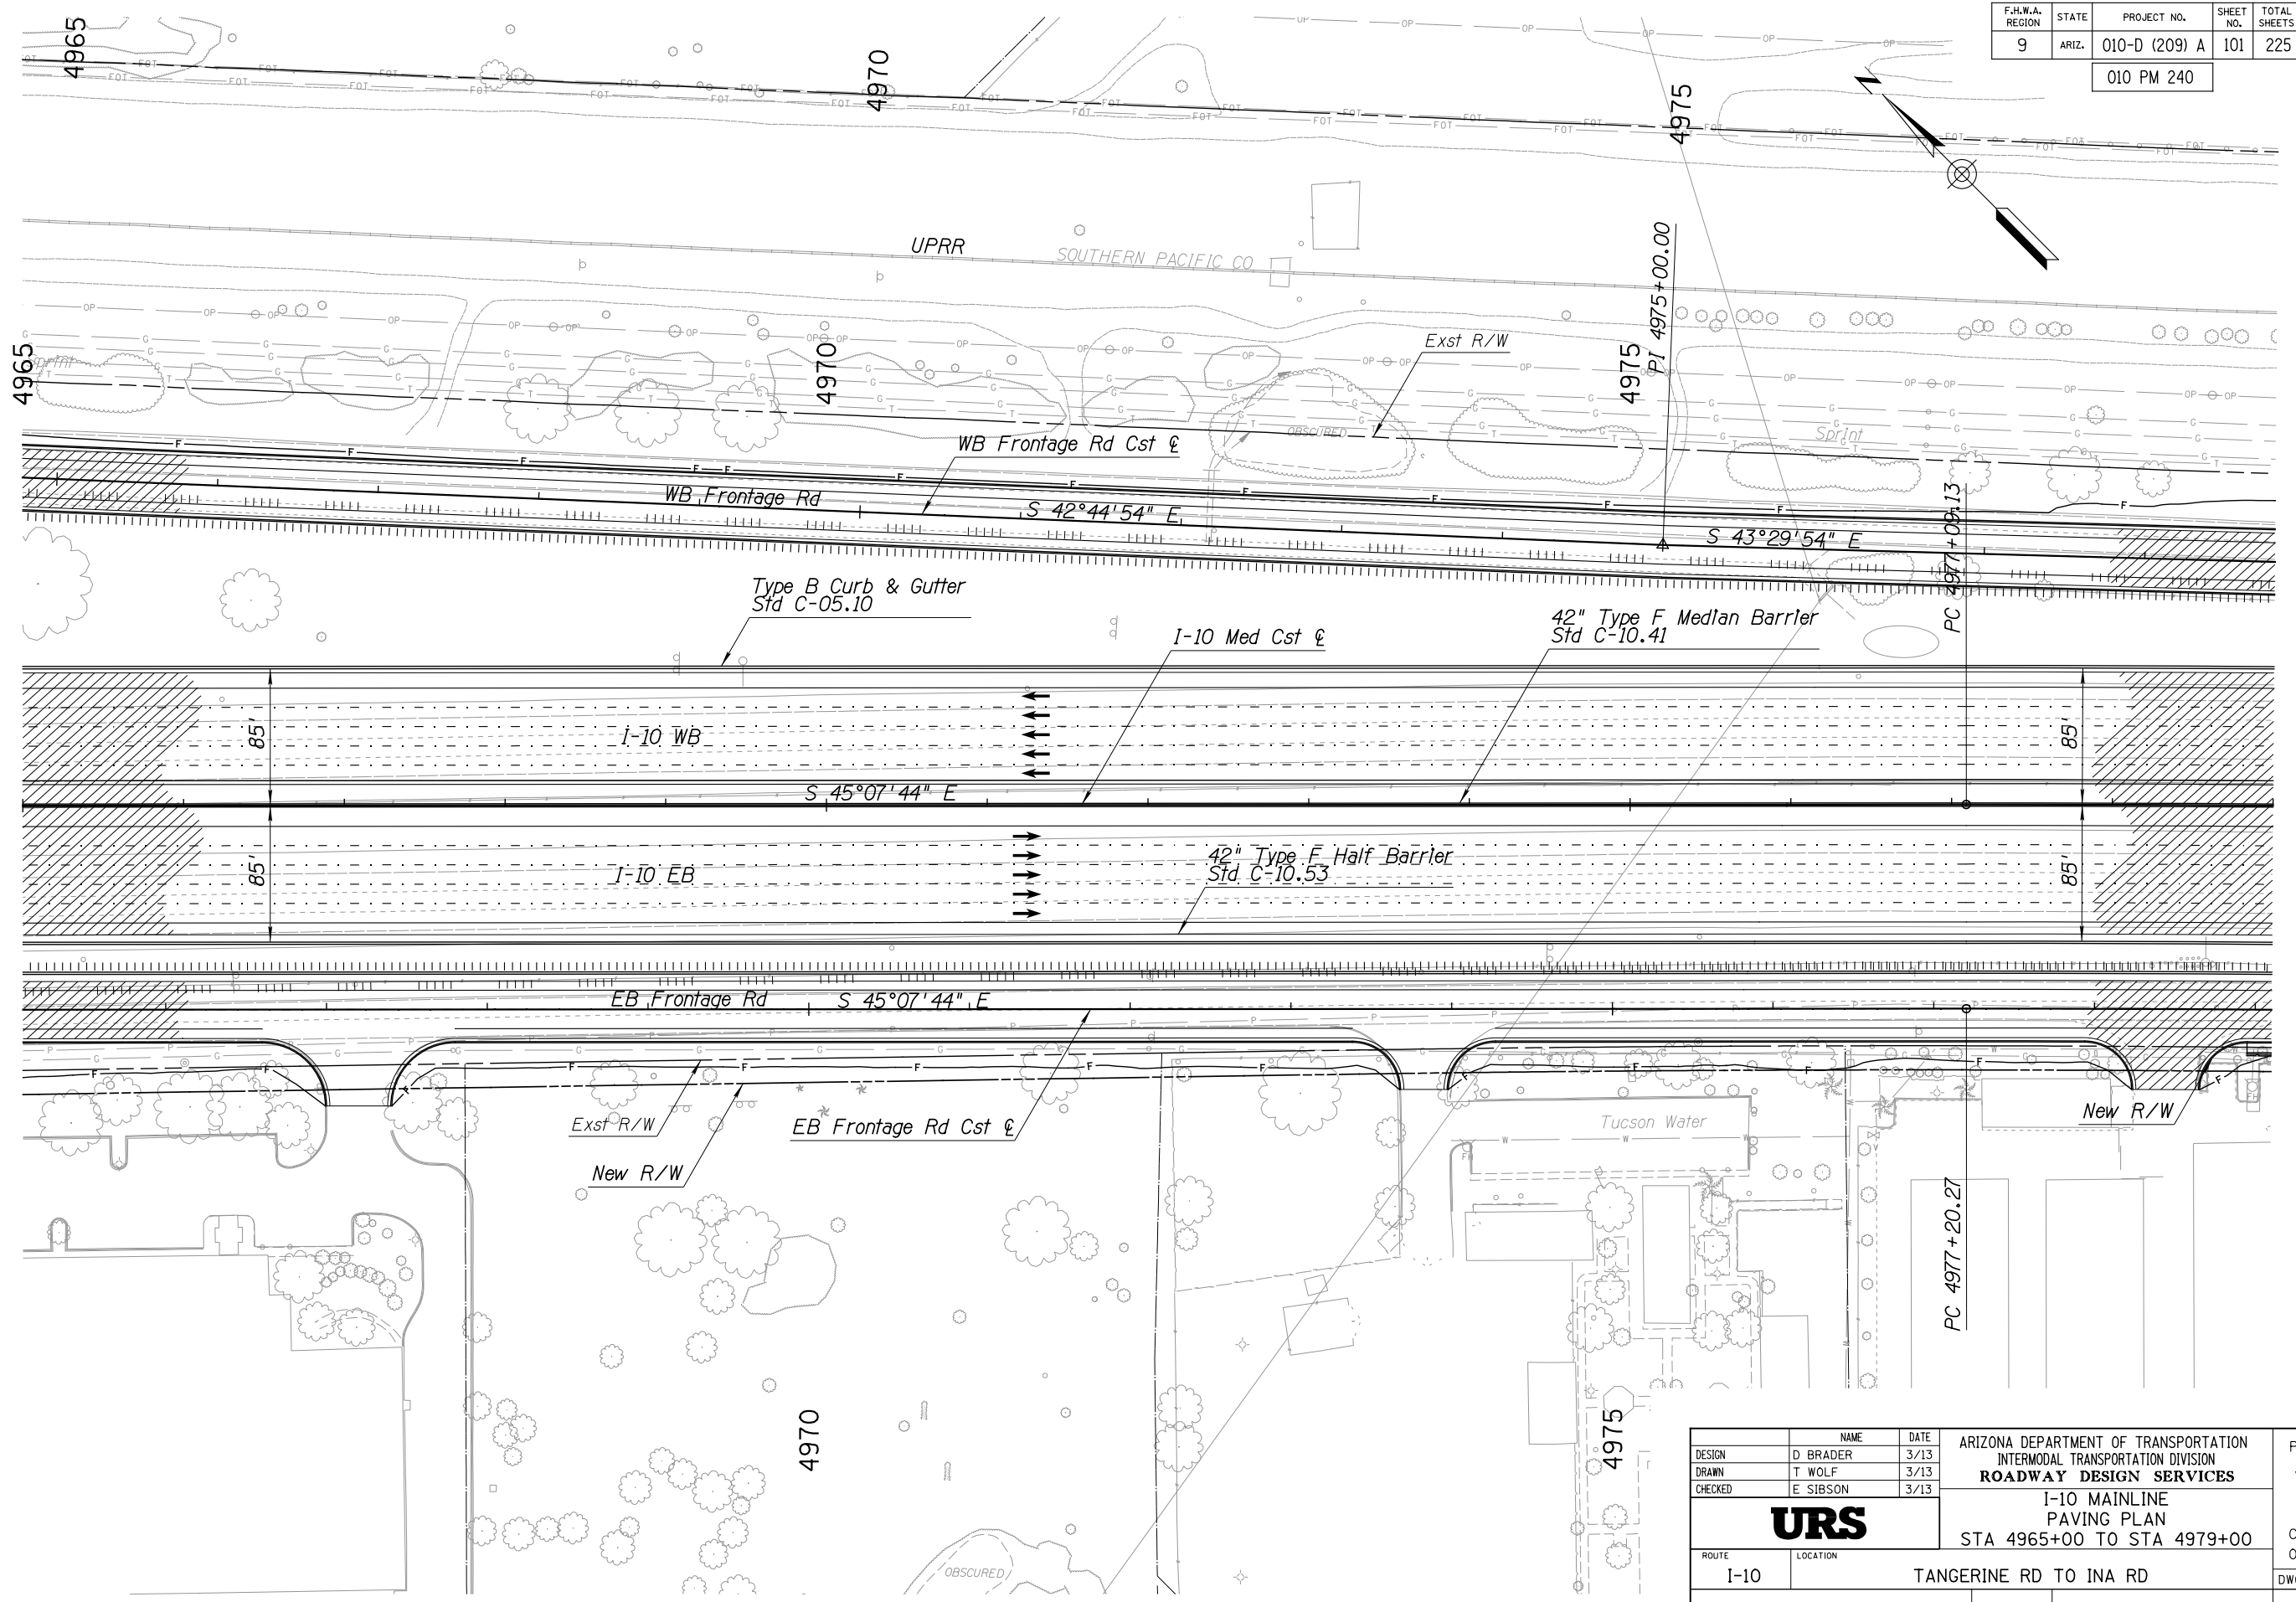 F.H.W.A. REGION STATE PROJECT NO. SHEET NO. TOTAL SHEETS
9 ARIZ. 010-D (209) A 101 225
010 PM 240
4965
4970
4975
UPRR
SOUTHERN PACIFIC CO
PI 4975+00.00
Exst R/W
4965
4970
4975
OBSCURED
Sprint
WB Frontage Rd Cst ℄
WB Frontage Rd
S 42°44'54" E
S 43°29'54" E
PC 4977+09.13
Type B Curb & Gutter
Std C-05.10
I-10 Med Cst ℄
42" Type F Median Barrier
Std C-10.41
85'
I-10 WB
85'
S 45°07'44" E
85'
I-10 EB
42" Type F Half Barrier
Std C-10.53
85'
EB Frontage Rd
S 45°07'44" E
Exst R/W
EB Frontage Rd Cst ℄
New R/W
Tucson Water
New R/W
FH
PC 4977+20.27
4970
4975
OBSCURED
NAME DATE
DESIGN D BRADER 3/13
DRAWN T WOLF 3/13
CHECKED E SIBSON 3/13
URS
ARIZONA DEPARTMENT OF TRANSPORTATION
INTERMODAL TRANSPORTATION DIVISION
ROADWAY DESIGN SERVICES
I-10 MAINLINE
PAVING PLAN
STA 4965+00 TO STA 4979+00
ROUTE
I-10
LOCATION
TANGERINE RD TO INA RD